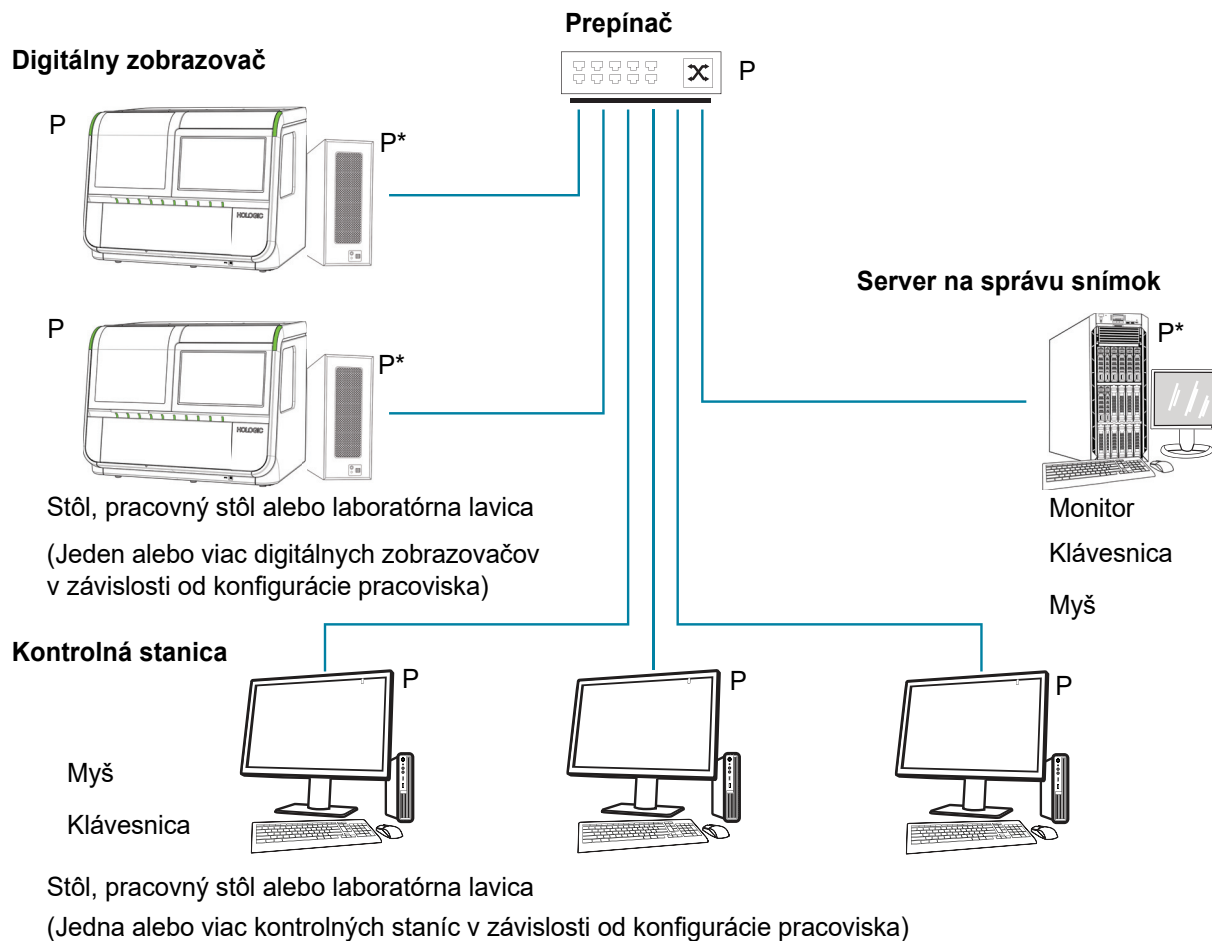 Prepínač
P
Digitálny zobrazovač
P
P*
HOLOGIC
P
P*
HOLOGIC
Stôl, pracovný stôl alebo laboratórna lavica
(Jeden alebo viac digitálnych zobrazovačov
v závislosti od konfigurácie pracoviska)
Server na správu snímok
P*
Monitor
Klávesnica
Myš
Kontrolná stanica
P
P
P
Myš
Klávesnica
Stôl, pracovný stôl alebo laboratórna lavica
(Jedna alebo viac kontrolných staníc v závislosti od konfigurácie pracoviska)